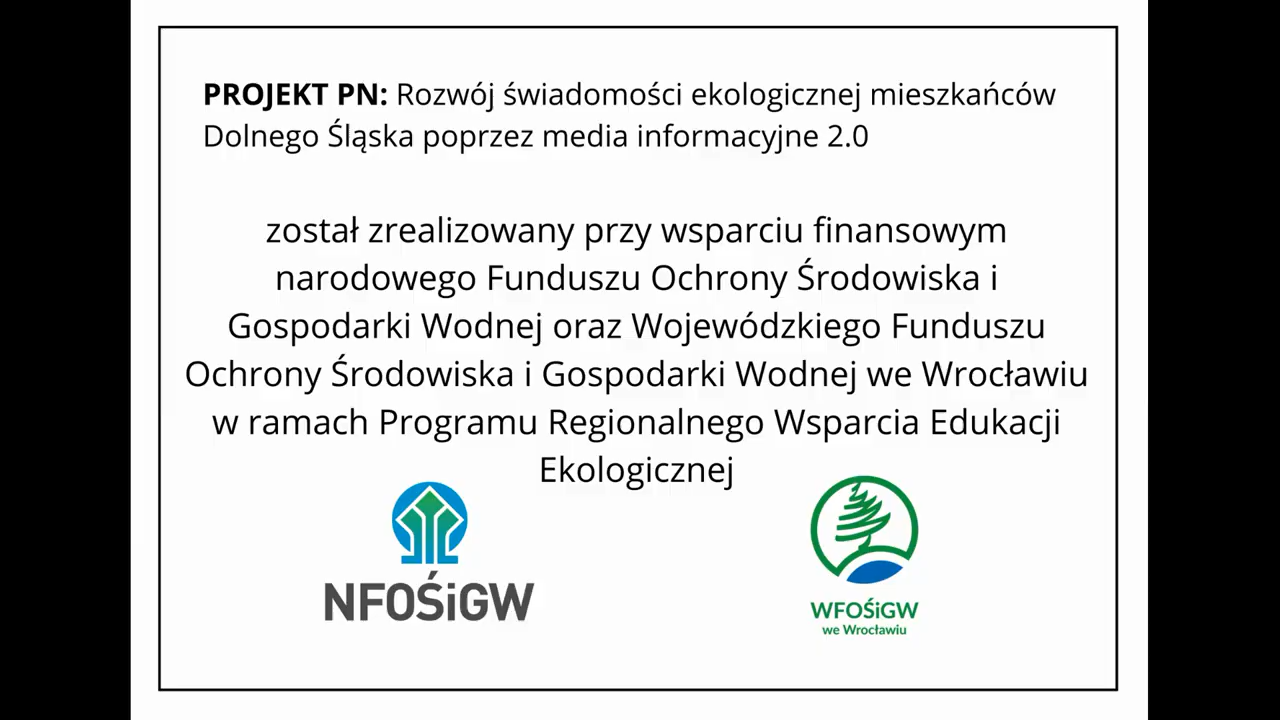 PROJEKT PN: Rozwój świadomości ekologicznej mieszkańców
Dolnego Śląska poprzez media informacyjne 2.0
został zrealizowany przy wsparciu finansowym
narodowego Funduszu Ochrony Środowiska i
Gospodarki Wodnej oraz Wojewódzkiego Funduszu
Ochrony Środowiska i Gospodarki Wodnej we Wrocławiu
w ramach Programu Regionalnego Wsparcia Edukacji
Ekologicznej
NFOŚiGW
WFOŚiGW
we Wrocławiu